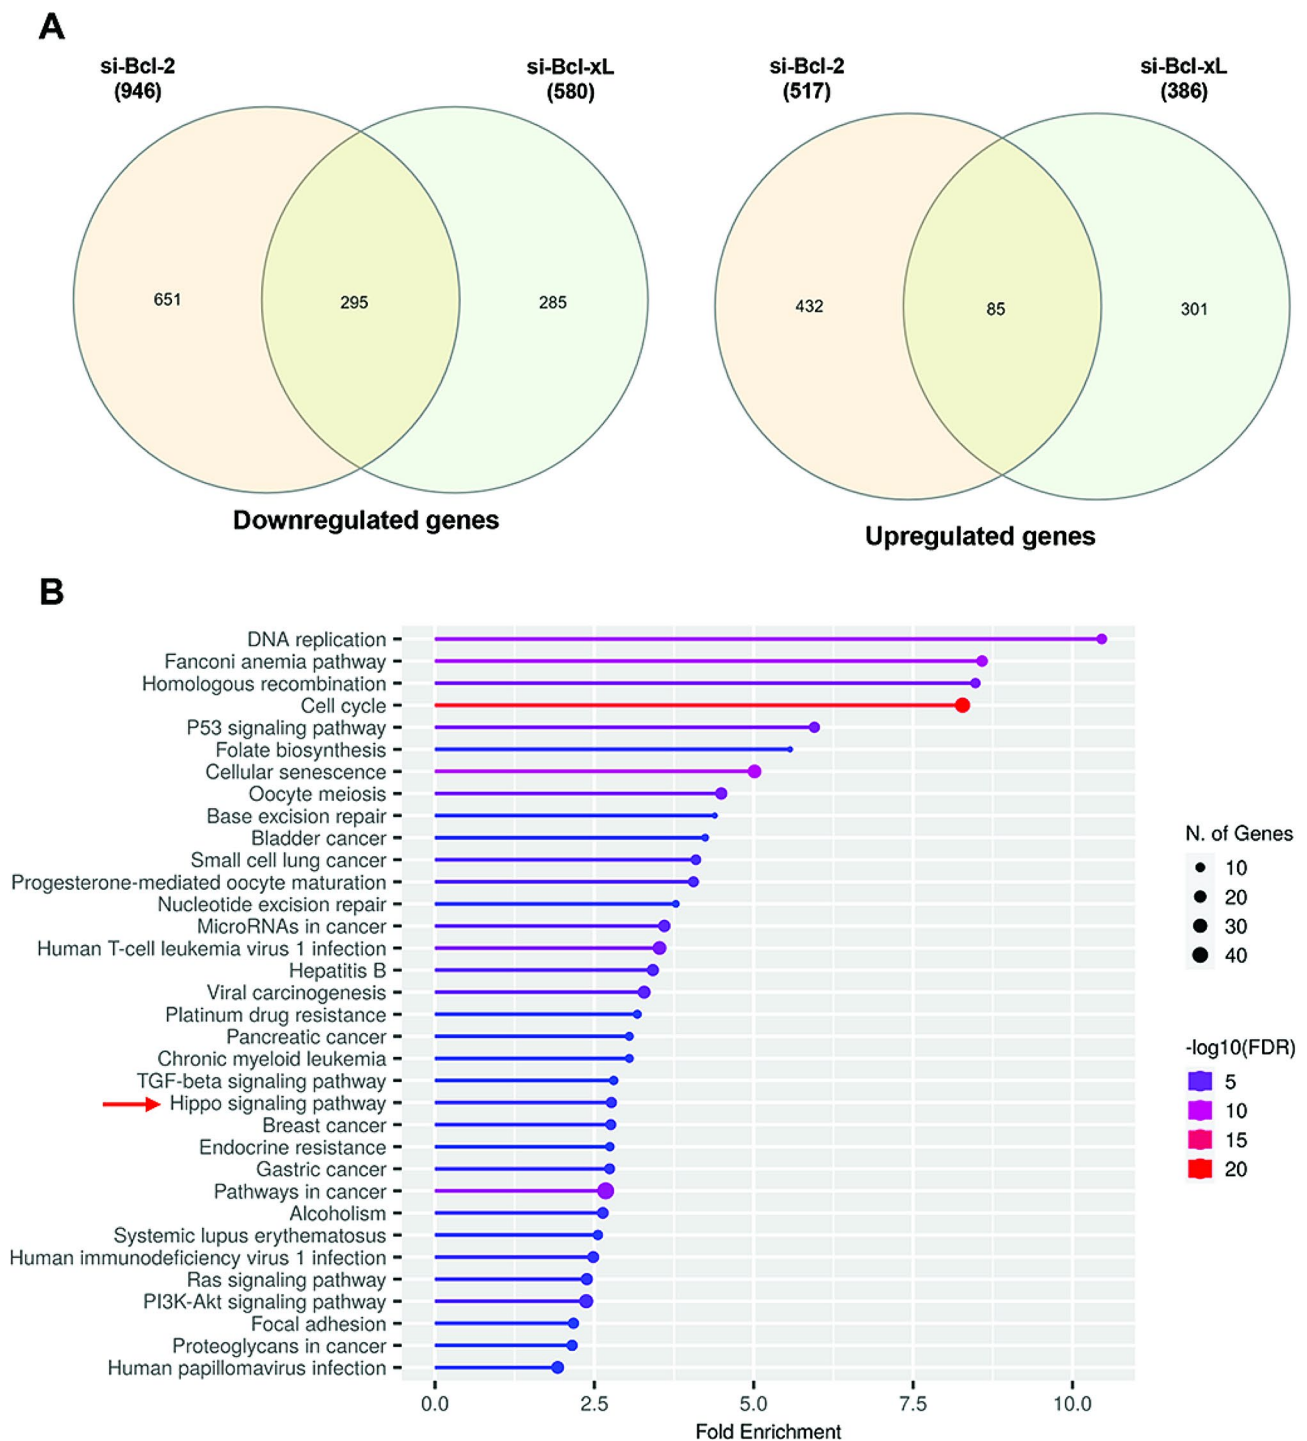 A
si-Bcl-2
(946)
si-Bcl-xL
(580)
651
295
285
Downregulated genes
si-Bcl-2
(517)
si-Bcl-xL
(386)
432
85
301
Upregulated genes
B
DNA replication
Fanconi anemia pathway
Homologous recombination
Cell cycle
P53 signaling pathway
Folate biosynthesis
Cellular senescence
Oocyte meiosis
Base excision repair
Bladder cancer
Small cell lung cancer
Progesterone-mediated oocyte maturation
Nucleotide excision repair
MicroRNAs in cancer
Human T-cell leukemia virus 1 infection
Hepatitis B
Viral carcinogenesis
Platinum drug resistance
Pancreatic cancer
Chronic myeloid leukemia
TGF-beta signaling pathway
Hippo signaling pathway
Breast cancer
Endocrine resistance
Gastric cancer
Pathways in cancer
Alcoholism
Systemic lupus erythematosus
Human immunodeficiency virus 1 infection
Ras signaling pathway
PI3K-Akt signaling pathway
Focal adhesion
Proteoglycans in cancer
Human papillomavirus infection
0.0 2.5 5.0 7.5 10.0
Fold Enrichment
N. of Genes
10
20
30
40
-log10(FDR)
5
10
15
20